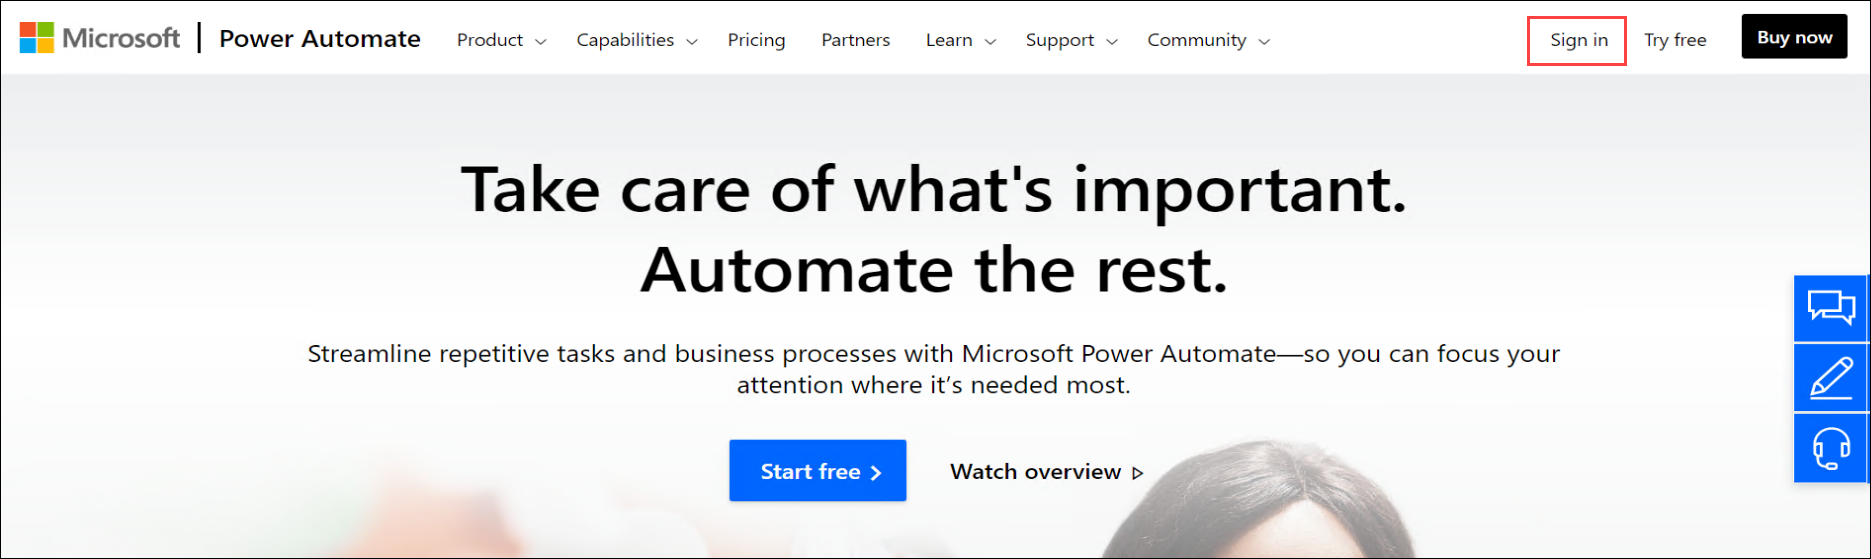 Microsoft | Power Automate Product Capabilities Pricing Partners Learn Support Community Sign in Try free Buy now
Take care of what's important.
Automate the rest.
Streamline repetitive tasks and business processes with Microsoft Power Automate—so you can focus your
attention where it’s needed most.
Start free Watch overview